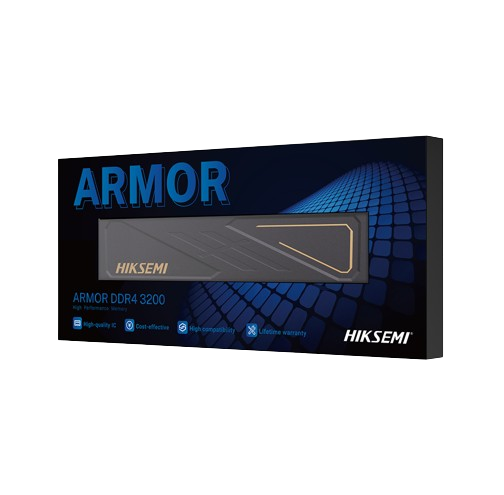 ARMOR
HIKSEMI
ARMOR DDR4 3200
High Performance Memory
High-quality IC
Cost-effective
High compatibility
Lifetime warranty
HIKSEMI